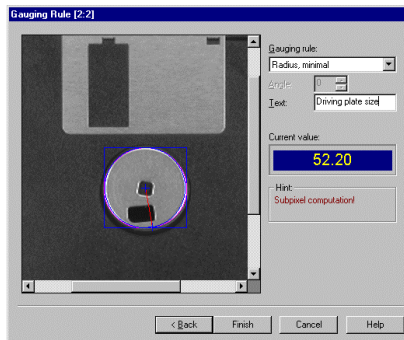 Gauging Rule [2:2]
Gauging rule:
Radius, minimal
Angle:
0
Text:
Driving plate size
Current value:
52.20
Hint:
Subpixel computation!
< Back
Finish
Cancel
Help